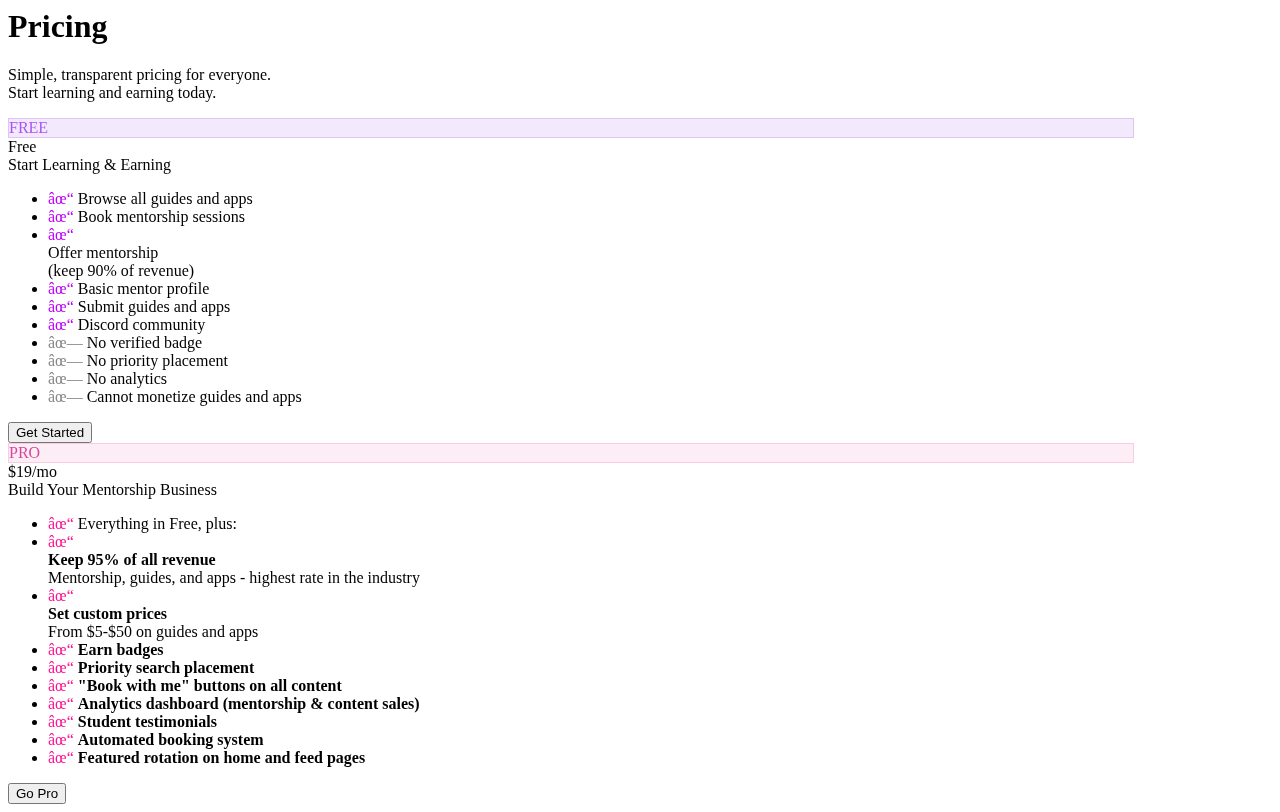 Pricing
Simple, transparent pricing for everyone.
Start learning and earning today.
FREE
Free
Start Learning & Earning
• âœ“ Browse all guides and apps
• âœ“ Book mentorship sessions
• âœ“
Offer mentorship
(keep 90% of revenue)
• âœ“ Basic mentor profile
• âœ“ Submit guides and apps
• âœ“ Discord community
• âœ— No verified badge
• âœ— No priority placement
• âœ— No analytics
• âœ— Cannot monetize guides and apps
Get Started
PRO
$19/mo
Build Your Mentorship Business
• âœ“ Everything in Free, plus:
• âœ“
Keep 95% of all revenue
Mentorship, guides, and apps - highest rate in the industry
• âœ“
Set custom prices
From $5-$50 on guides and apps
• âœ“ Earn badges
• âœ“ Priority search placement
• âœ“ "Book with me" buttons on all content
• âœ“ Analytics dashboard (mentorship & content sales)
• âœ“ Student testimonials
• âœ“ Automated booking system
• âœ“ Featured rotation on home and feed pages
Go Pro